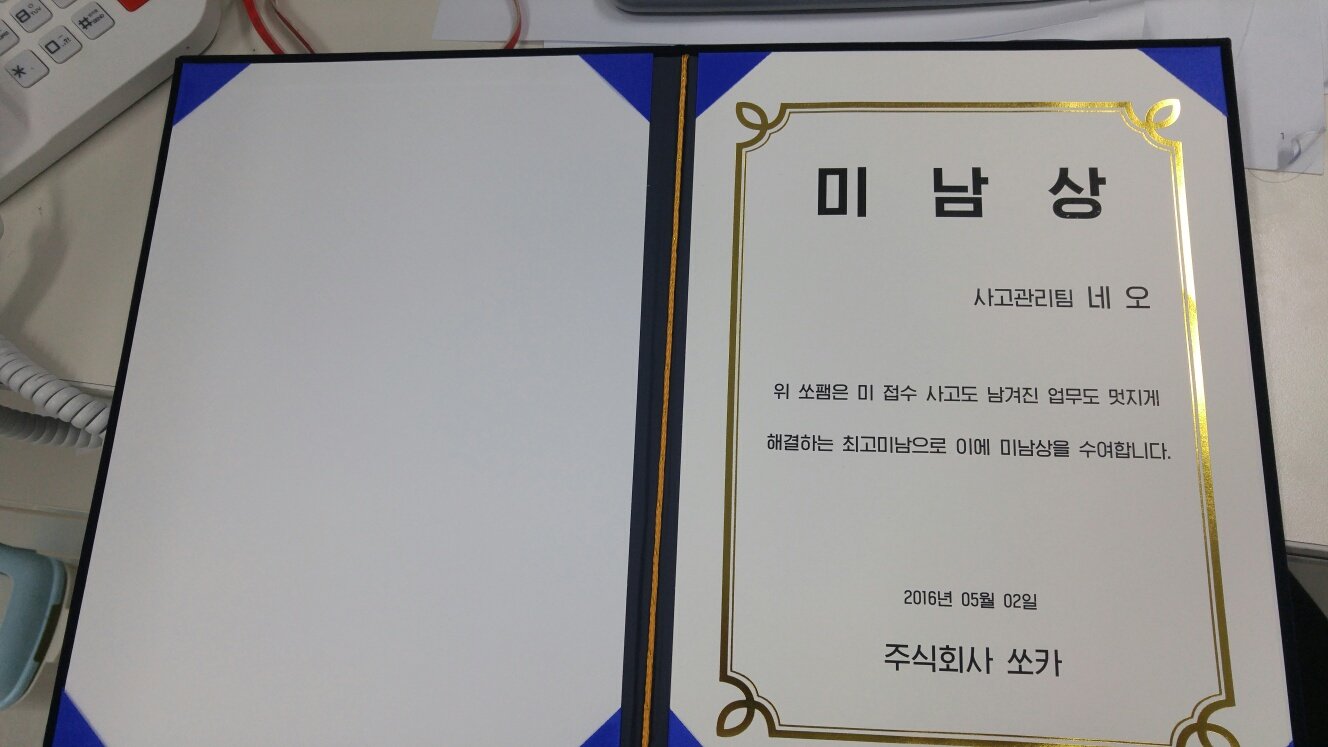 미 남 상
사고관리팀 네 오
위 쏘팸은 미 접수 사고도 남겨진 업무도 멋지게
해결하는 최고미남으로 이에 미남상을 수여합니다.
2016년 05월 02일
주식회사 쏘카